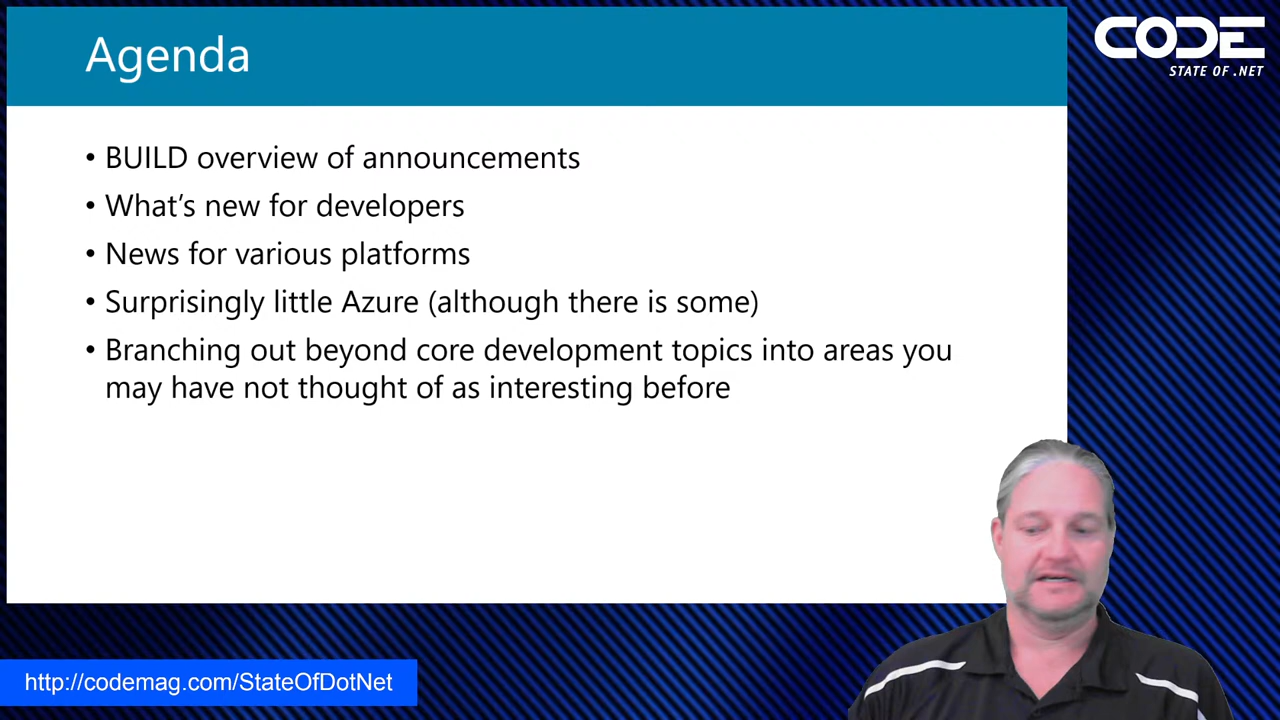 Agenda
CODE
STATE OF .NET
• BUILD overview of announcements
• What's new for developers
• News for various platforms
• Surprisingly little Azure (although there is some)
• Branching out beyond core development topics into areas you
may have not thought of as interesting before
http://codemag.com/StateOfDotNet